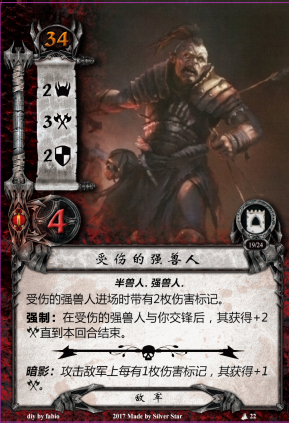 34
2
3
2
4
19/24
受伤的强兽人
半兽人. 强兽人.
受伤的强兽人进场时带有2枚伤害标记。
强制：在受伤的强兽人与你交锋后，其获得+2
直到本回合结束。
暗影：攻击敌军上每有1枚伤害标记，其获得+1
。
敌军
diy by fabio
2017 Made by Silver Star
22